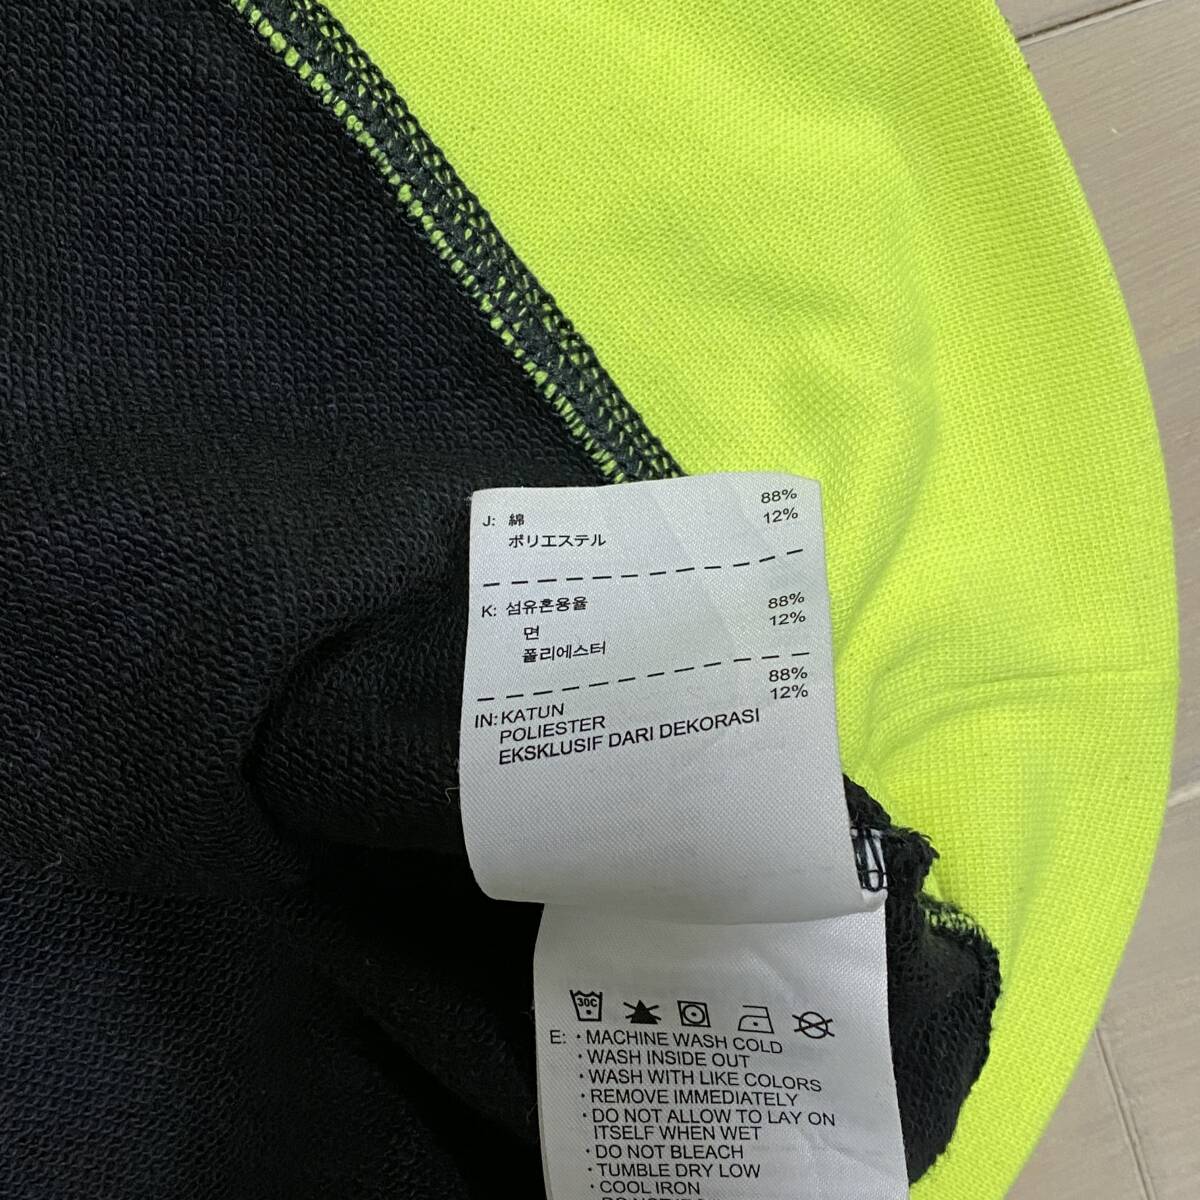 J: 綿 88%
ポリエステル 12%
K: 섬유혼용율
면 88%
폴리에스터 12%
IN: KATUN 88%
POLIESTER 12%
EKSKLUSIF DARI DEKORASI
30C
E: · MACHINE WASH COLD
· WASH INSIDE OUT
· WASH WITH LIKE COLORS
· REMOVE IMMEDIATELY
· DO NOT ALLOW TO LAY ON
ITSELF WHEN WET
· DO NOT BLEACH
· TUMBLE DRY LOW
· COOL IRON